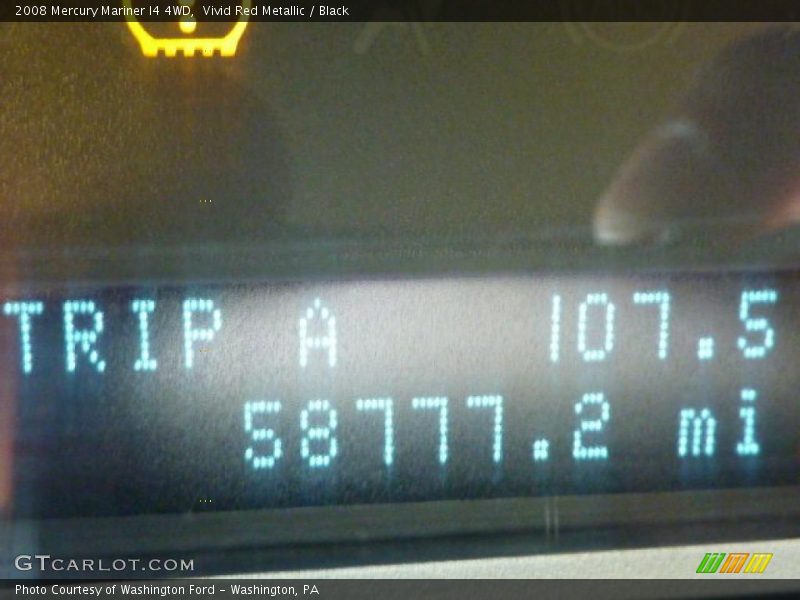 2008 Mercury Mariner I4 4WD, Vivid Red Metallic / Black
TRIP A 107.5
58777.2 mi
GTCARLOT.COM
Photo Courtesy of Washington Ford - Washington, PA